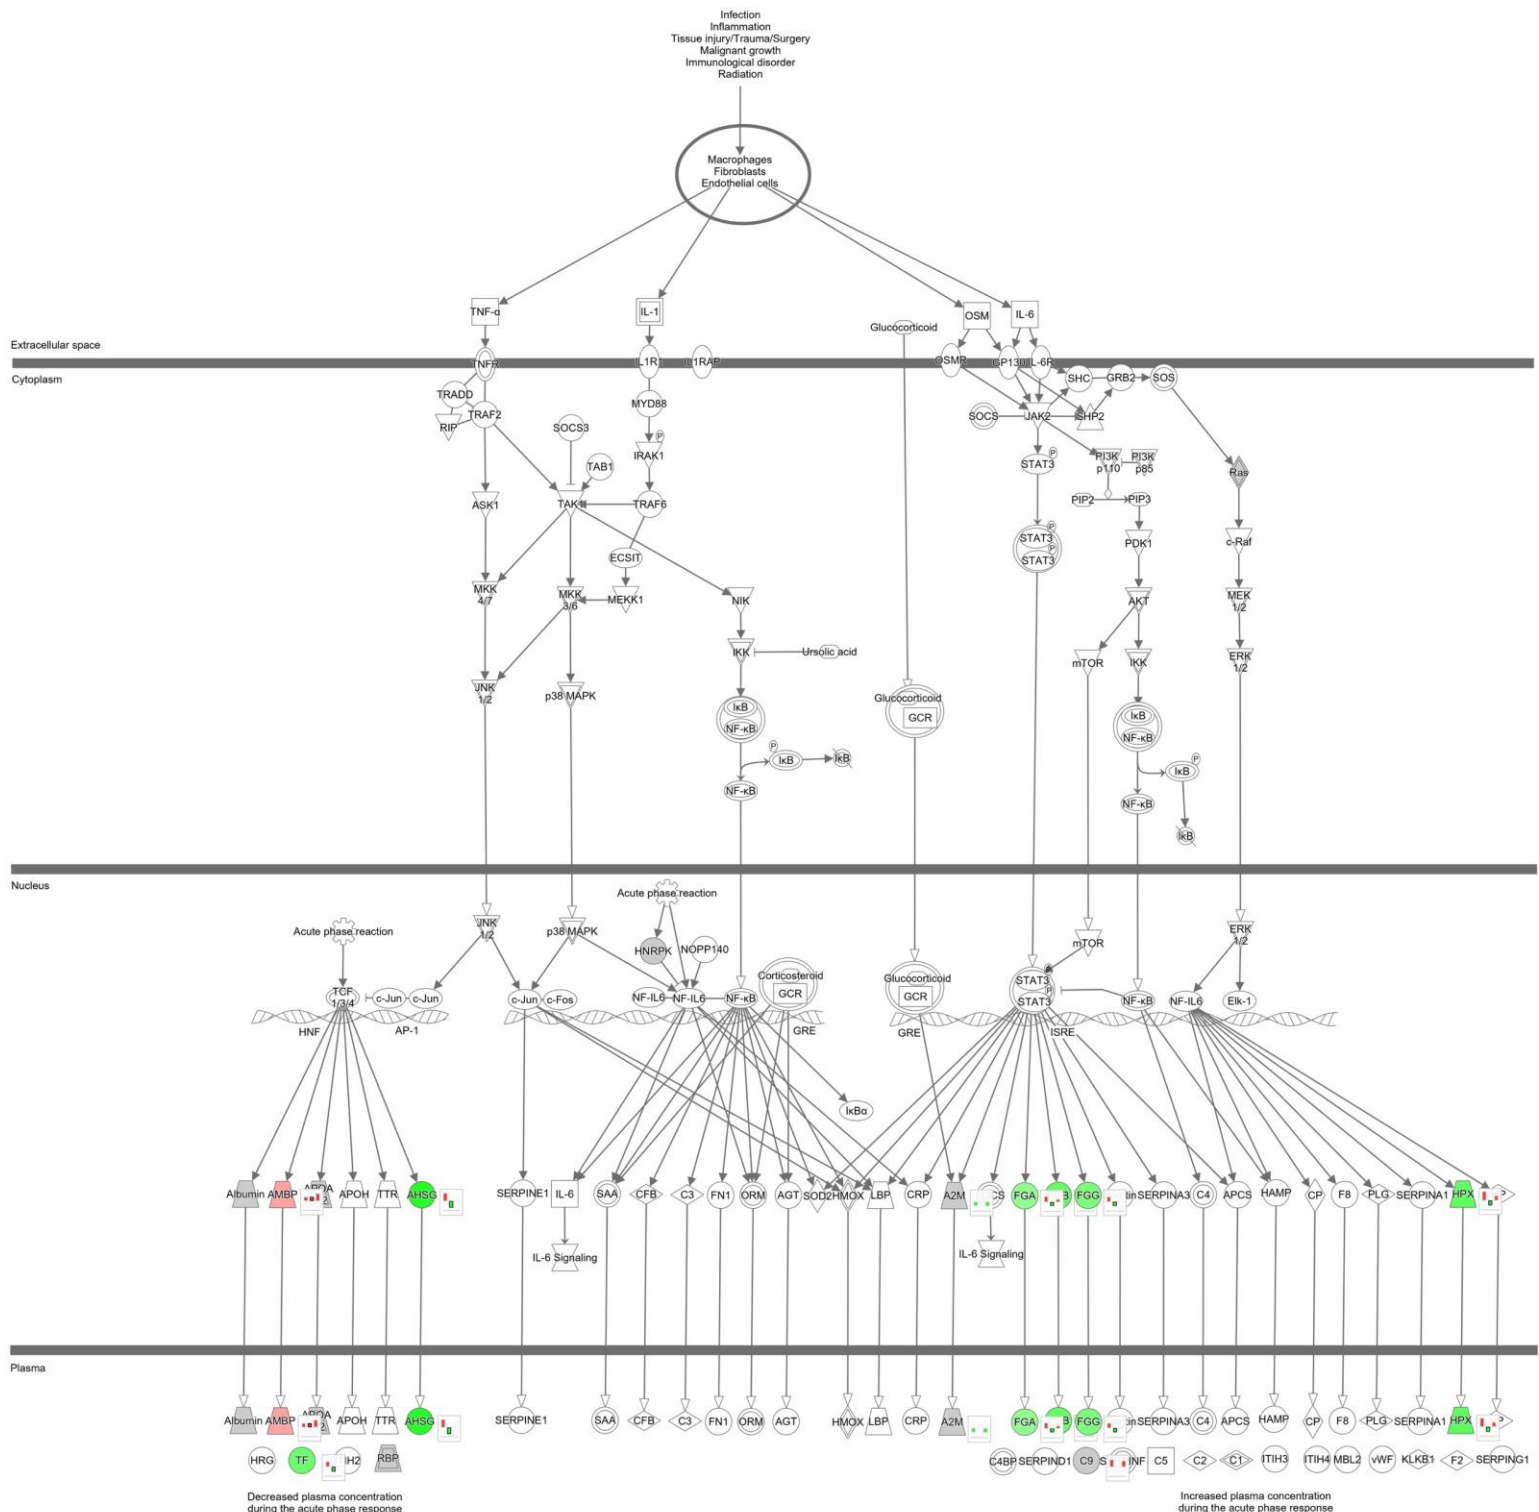 Infection
Inflammation
Tissue injury/Trauma/Surgery
Malignant growth
Immunological disorder
Radiation
Macrophages
Fibroblasts
Endothelial cells
TNF-α
IL-1
OSM
IL-6
Glucocorticoid
Extracellular space
TNFR
IL1R1
IL1RAP
OSMR
GP130
IL-6R
Cytoplasm
SHC
GRB2
SOS
TRADD
MYD88
TRAF2
SOCS
JAK2
SHP2
RIP
SOCS3
P
IRAK1
PI3K
p110
PI3K
p85
P
STAT3
TAB1
Ras
ASK1
TAK1
TRAF6
PIP2
PIP3
P
STAT3
P
STAT3
PDK1
c-Raf
ECSIT
MKK
4/7
MKK
3/6
MEKK1
NIK
AKT
MEK
1/2
IKK
Ursolic acid
mTOR
IKK
ERK
1/2
JNK
1/2
p38 MAPK
Glucocorticoid
GCR
IκB
NF-κB
IκB
NF-κB
P
IκB
IκB
P
IκB
NF-κB
NF-κB
IκB
Nucleus
Acute phase reaction
Acute phase reaction
JNK
1/2
p38 MAPK
HNRPK
NOPP140
mTOR
ERK
1/2
Corticosteroid
GCR
Glucocorticoid
GCR
STAT3
P
STAT3
TCF
1/3/4
c-Jun
c-Jun
c-Jun
c-Fos
NF-IL6
NF-IL6
NF-κB
NF-κB
NF-IL6
Elk-1
HNF
AP-1
GRE
GRE
ISRE
IκBα
Albumin
AMBP
APOH
TTR
AHSG
SERPINE1
IL-6
SAA
CFB
C3
FN1
ORM
AGT
SOD2
HMOX
LBP
CRP
A2M
FGA
FGG
SERPINA3
C4
APCS
HAMP
CP
F8
PLG
SERPINA1
HPX
IL-6 Signaling
IL-6 Signaling
Plasma
Albumin
AMBP
APOH
TTR
AHSG
SERPINE1
SAA
CFB
C3
FN1
ORM
AGT
HMOX
LBP
CRP
A2M
FGA
FGG
SERPINA3
C4
APCS
HAMP
CP
F8
PLG
SERPINA1
HPX
HRG
TF
RBP
C4BP
SERPIND1
C9
C5
C2
C1
ITIH3
ITIH4
MBL2
vWF
KLKB1
F2
SERPING1
Decreased plasma concentration
during the acute phase response
Increased plasma concentration
during the acute phase response